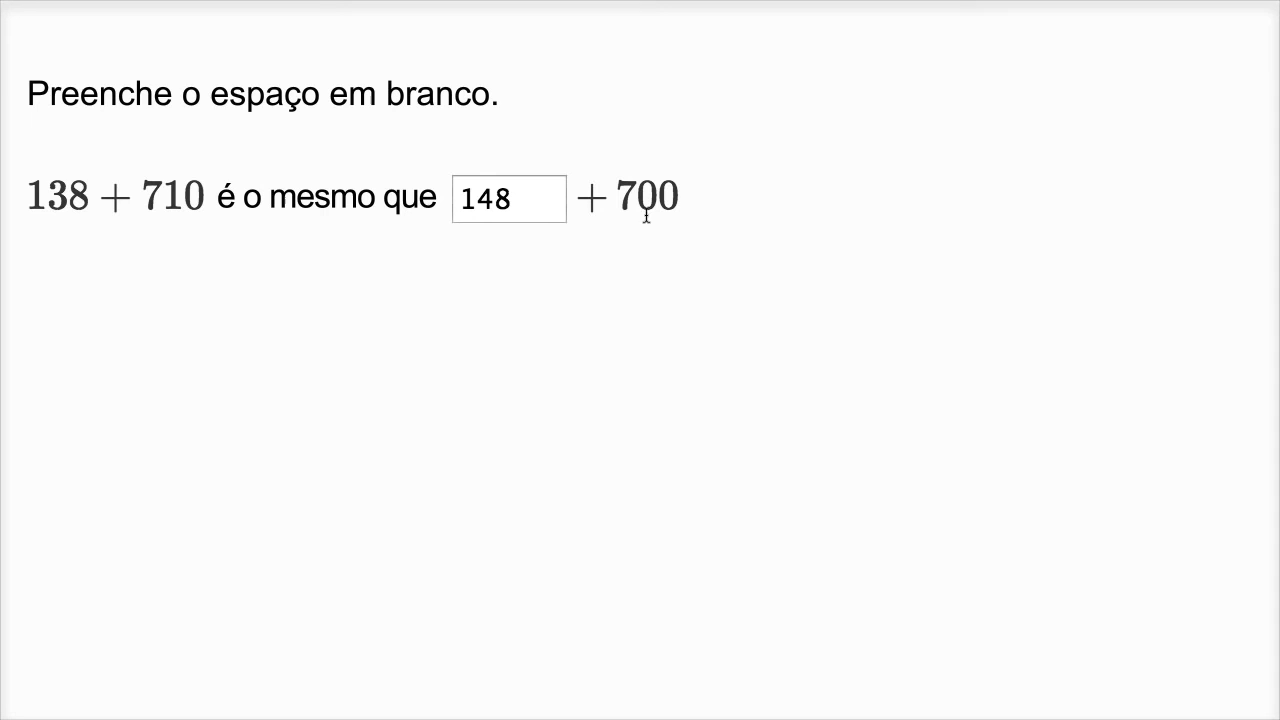 Preenche o espaço em branco.
138 + 710 é o mesmo que 148 + 700